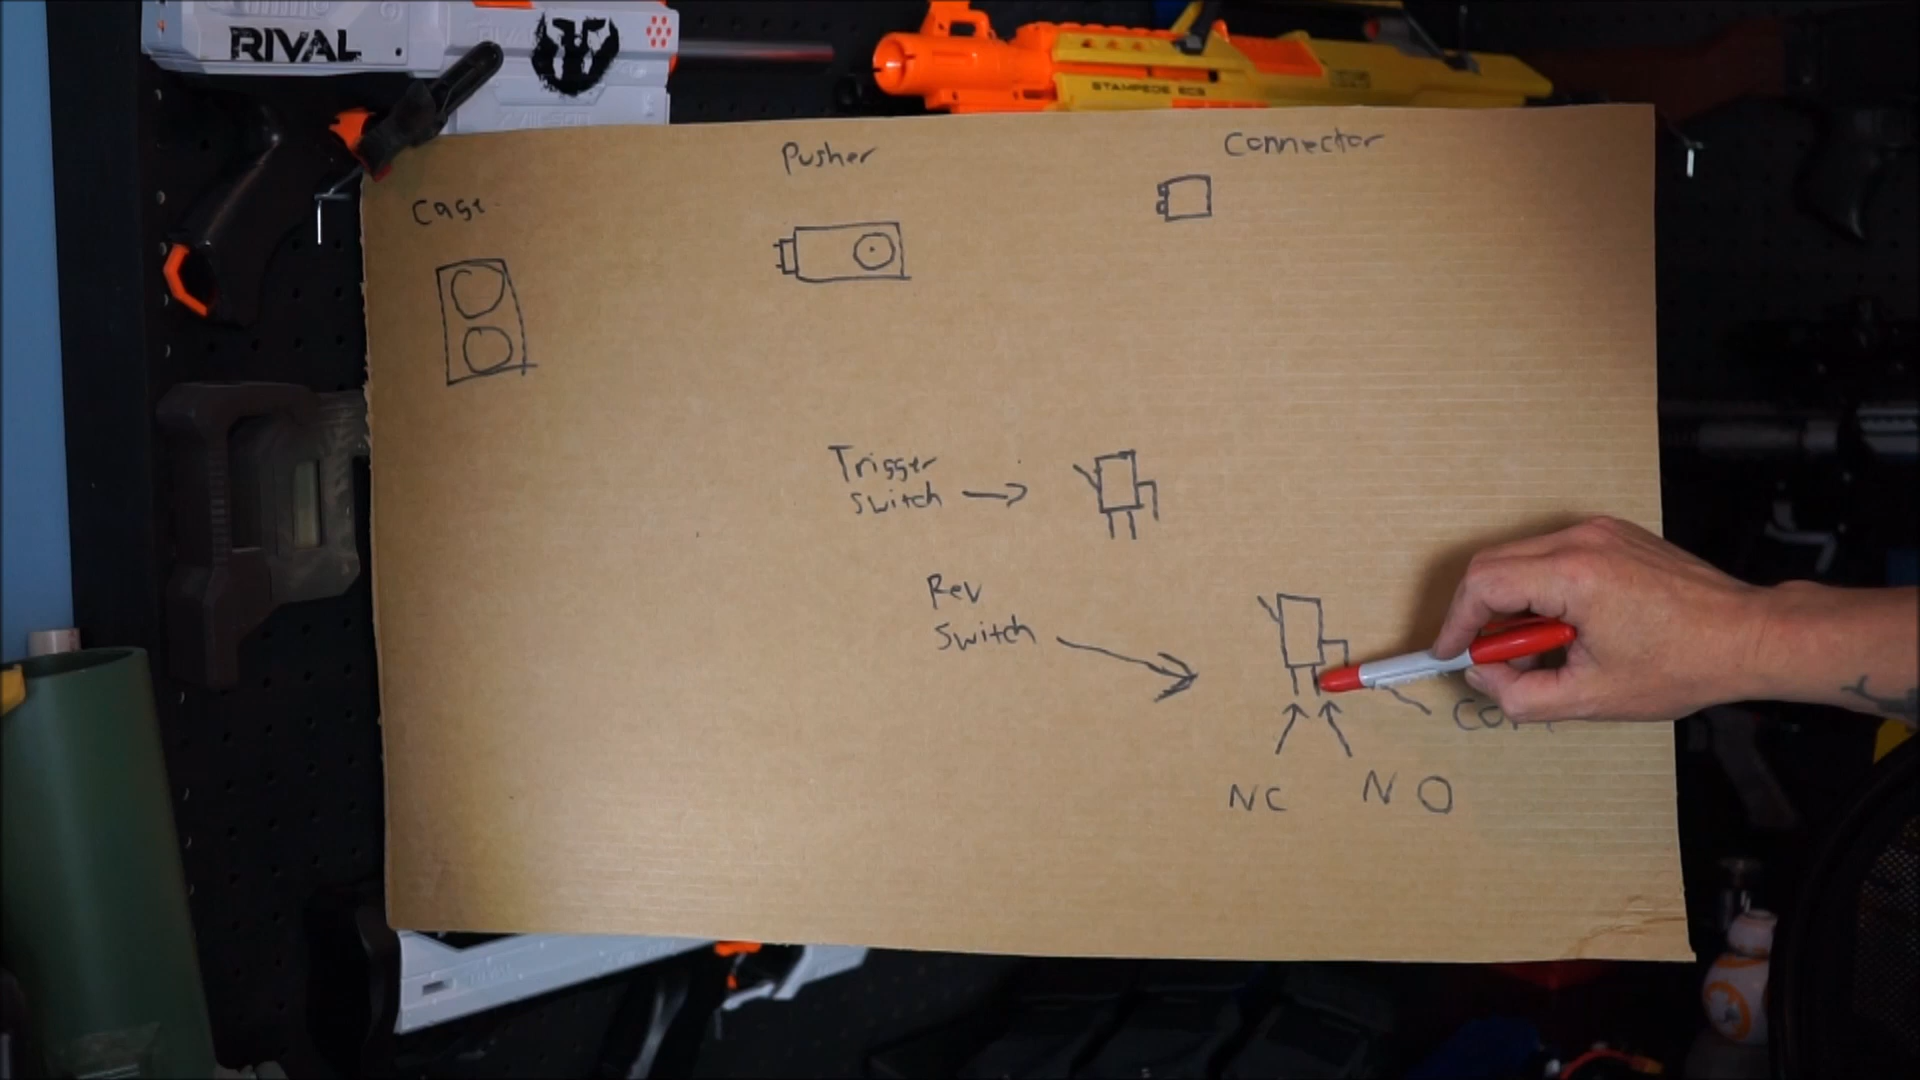 RIVAL
STAMPEDE ECS
Pusher
Connector
Cage
Trigger
Switch
Rev
Switch
NC
NO